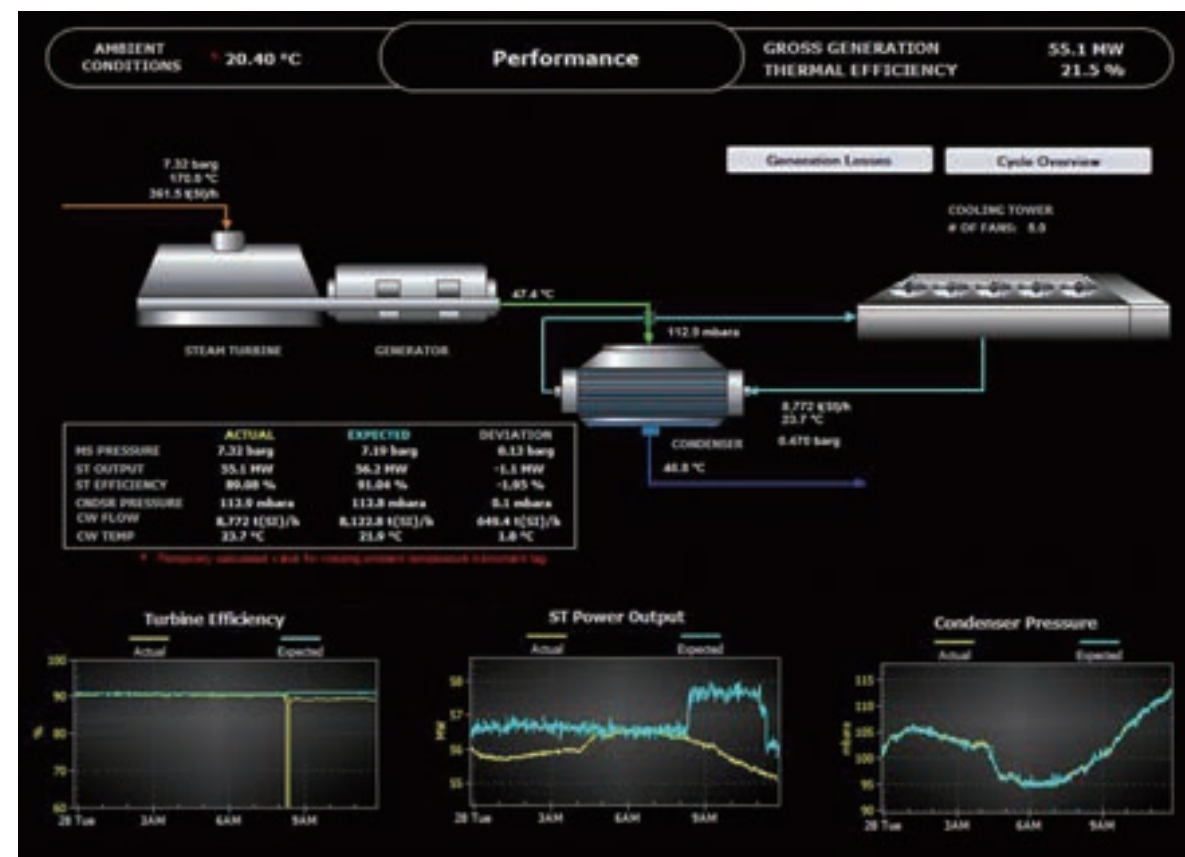 AMBIENT
CONDITIONS
* 20.40 °C
Performance
GROSS GENERATION 55.1 MW
THERMAL EFFICIENCY 21.5 %
7.32 barg
361.5 t[SI]/h
Generation Losses
Cycle Overview
COOLING TOWER
# OF FANS: 5.0
47.4 °C
112.9 mbara
STEAM TURBINE
GENERATOR
8,772 t[SI]/h
23.7 °C
0.470 barg
CONDENSER
ACTUAL EXPECTED DEVIATION
MS PRESSURE 7.32 barg 7.19 barg 0.13 barg
ST OUTPUT 55.1 MW 56.2 MW -1.1 MW
ST EFFICIENCY 89.08 % 91.04 % -1.95 %
CNDSR PRESSURE 112.9 mbara 112.8 mbara 0.1 mbara
CW FLOW 8,772 t[SI]/h 8,122.8 t[SI]/h 649.4 t[SI]/h
CW TEMP 23.7 °C 21.9 °C 1.8 °C
Turbine Efficiency
Actual Expected
100
90
80
70
60
%
28 Tue 3AM 6AM 9AM
ST Power Output
Actual Expected
58
57
56
55
MW
28 Tue 3AM 6AM 9AM
Condenser Pressure
Actual Expected
115
110
105
100
95
90
mbara
28 Tue 3AM 6AM 9AM